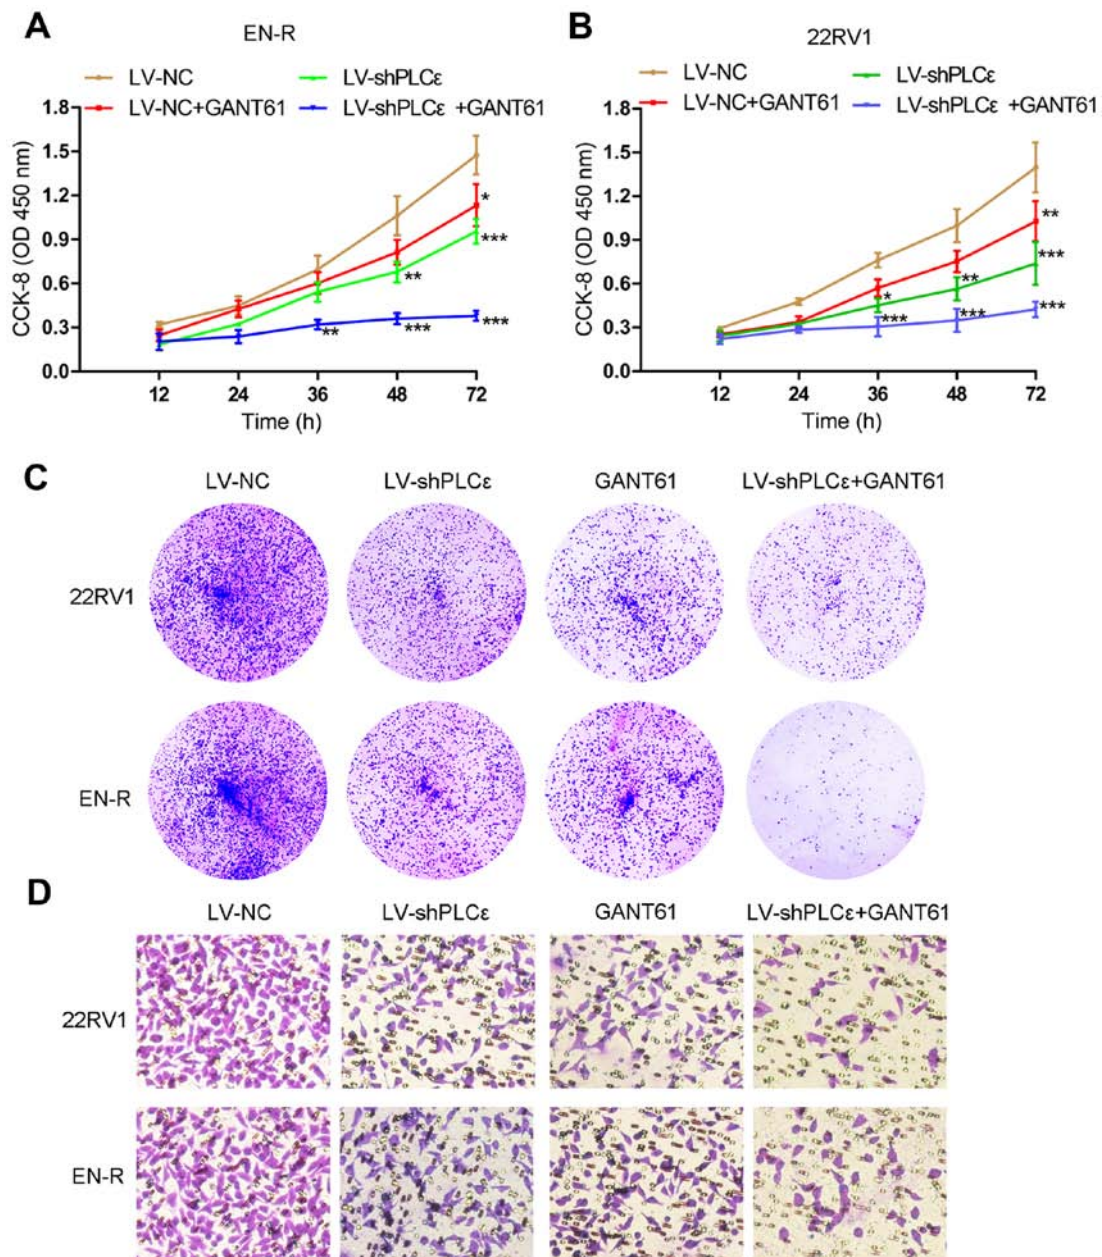 A
EN-R
LV-NC
LV-shPLCε
LV-NC+GANT61
LV-shPLCε +GANT61
CCK-8 (OD 450 nm)
1.8
1.5
1.2
0.9
0.6
0.3
0.0
*
***
**
**
***
***
12 24 36 48 72
Time (h)
B
22RV1
LV-NC
LV-shPLCε
LV-NC+GANT61
LV-shPLCε +GANT61
CCK-8 (OD 450 nm)
1.8
1.5
1.2
0.9
0.6
0.3
0.0
**
***
*
**
***
***
***
12 24 36 48 72
Time (h)
C
LV-NC LV-shPLCε GANT61 LV-shPLCε+GANT61
22RV1
EN-R
D
LV-NC LV-shPLCε GANT61 LV-shPLCε+GANT61
22RV1
EN-R